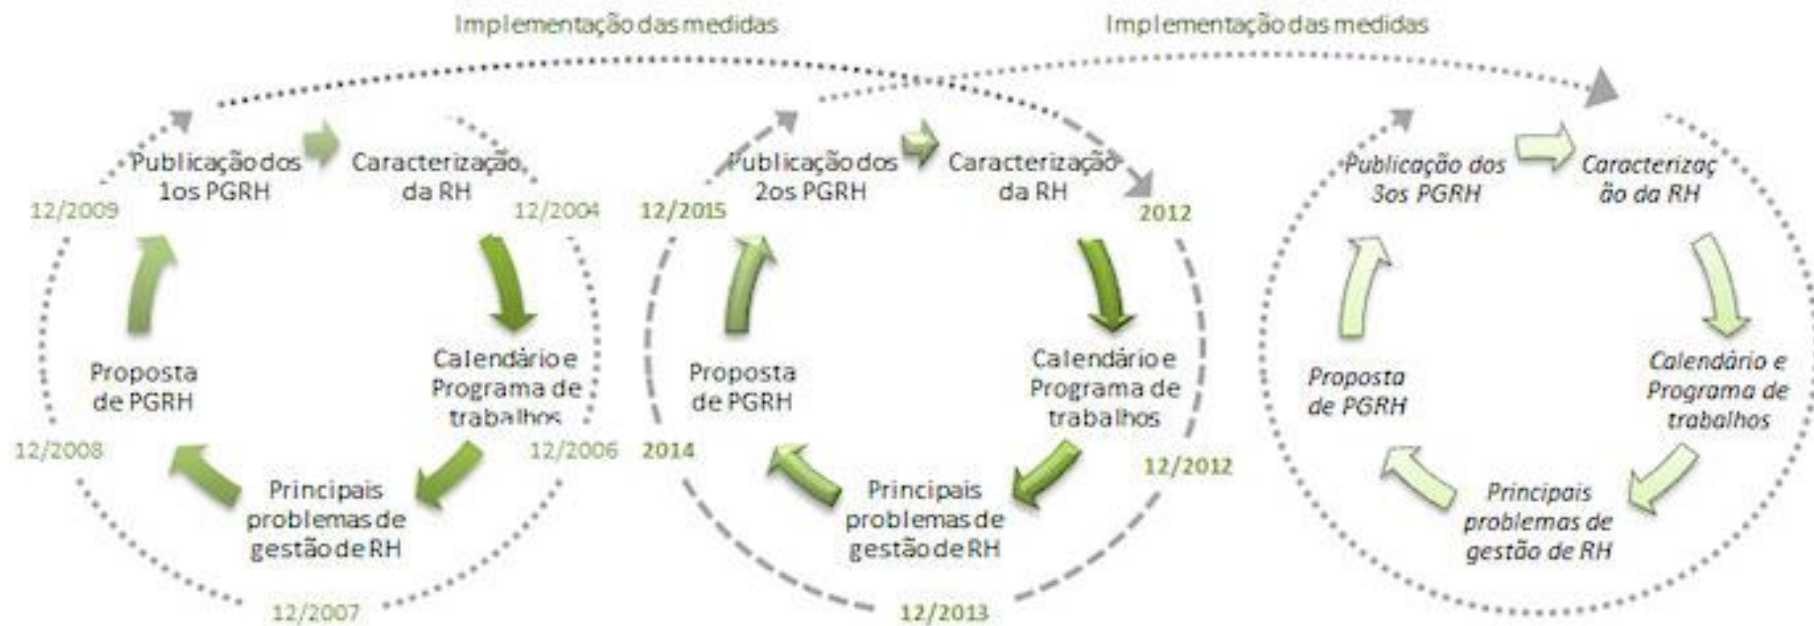 Implementação das medidas
Implementação das medidas
Publicação dos
1os PGRH
Caracterização
da RH
12/2009
12/2004
Proposta
de PGRH
Calendário e
Programa de
trabalhos
12/2008
12/2006
Principais
problemas de
gestão de RH
12/2007
Publicação dos
2os PGRH
Caracterização
da RH
12/2015
2012
Proposta
de PGRH
Calendário e
Programa de
trabalhos
2014
12/2012
Principais
problemas de
gestão de RH
12/2013
Publicação dos
3os PGRH
Caracterizaç
ão da RH
Proposta
de PGRH
Calendário e
Programa de
trabalhos
Principais
problemas de
gestão de RH